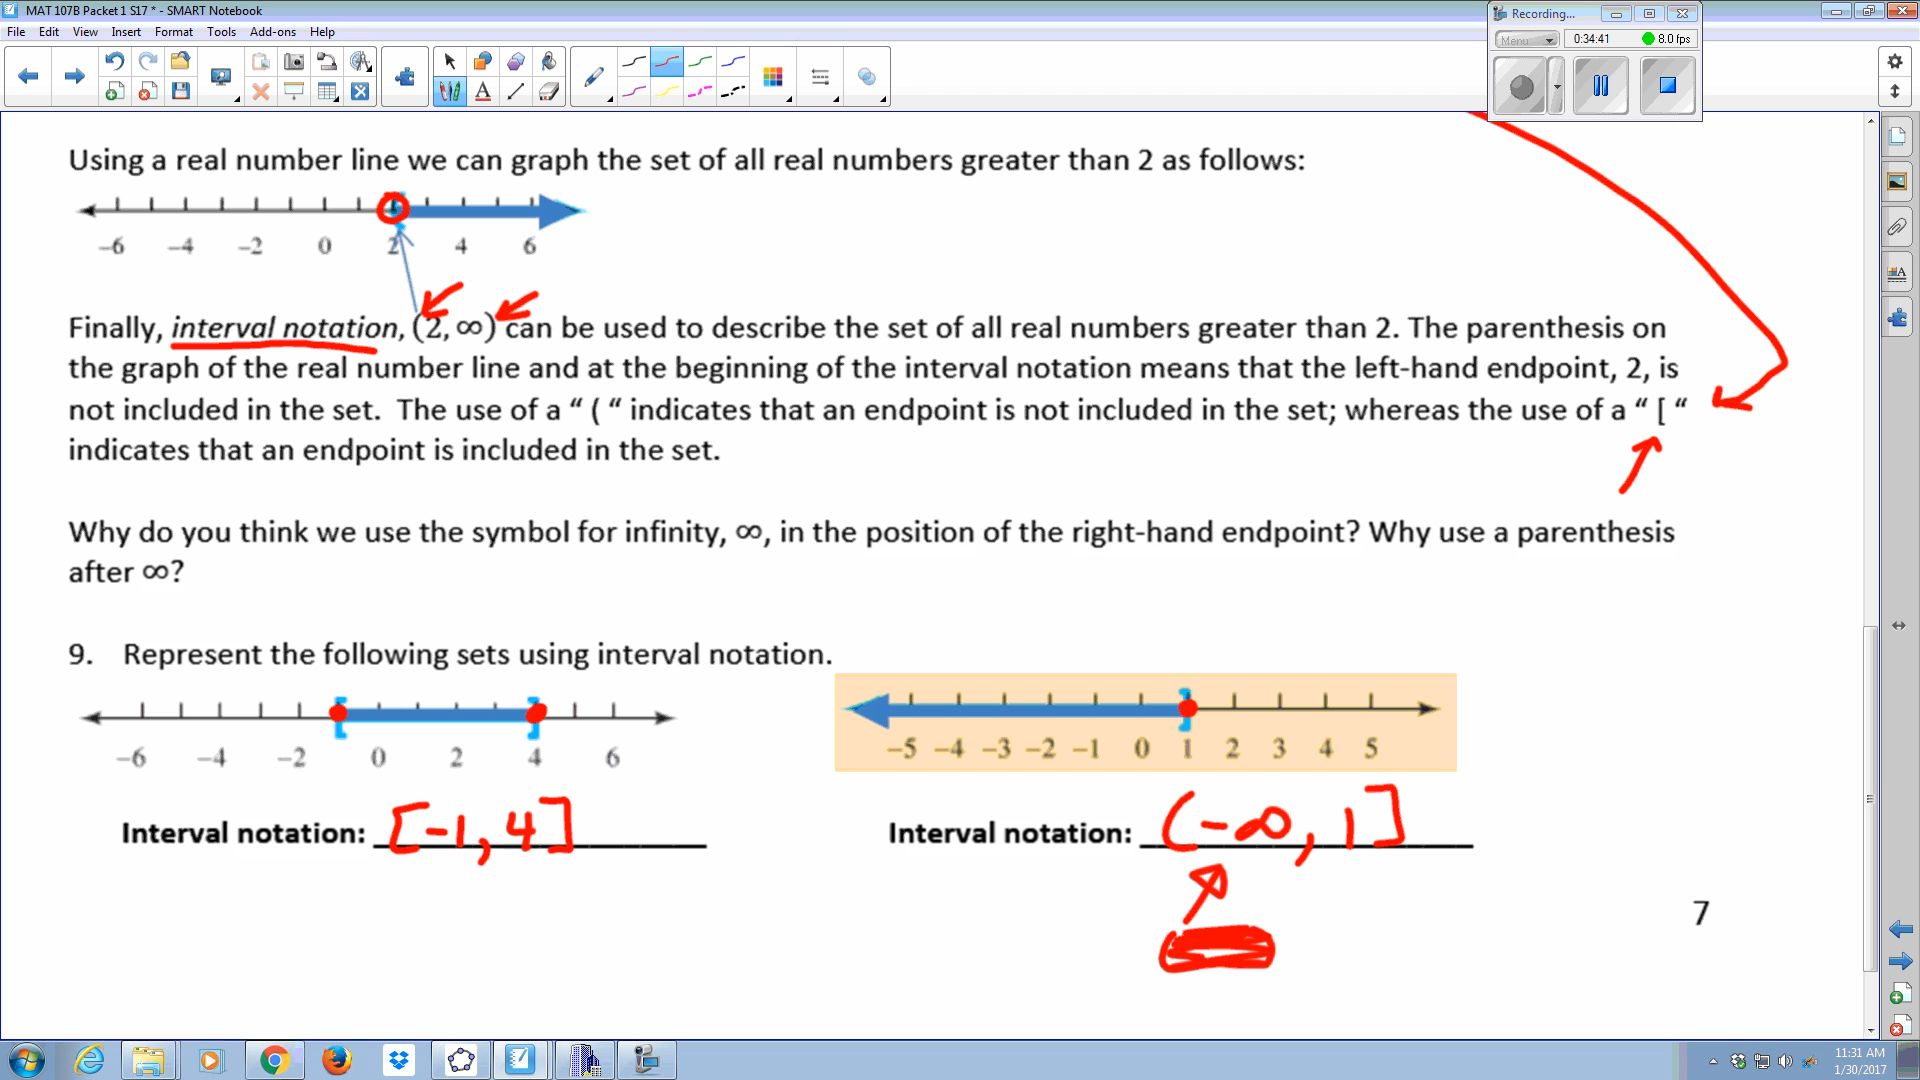 MAT 107B Packet 1 S17 * - SMART Notebook
Recording...
File Edit View Insert Format Tools Add-ons Help
Menu 0:34:41 8.0 fps
Using a real number line we can graph the set of all real numbers greater than 2 as follows:
−6 −4 −2 0 2 4 6
Finally, interval notation, (2, ∞) can be used to describe the set of all real numbers greater than 2. The parenthesis on
the graph of the real number line and at the beginning of the interval notation means that the left-hand endpoint, 2, is
not included in the set. The use of a “ ( “ indicates that an endpoint is not included in the set; whereas the use of a “ [ “
indicates that an endpoint is included in the set.
Why do you think we use the symbol for infinity, ∞, in the position of the right-hand endpoint? Why use a parenthesis
after ∞?
9. Represent the following sets using interval notation.
−6 −4 −2 0 2 4 6
−5 −4 −3 −2 −1 0 1 2 3 4 5
Interval notation: [-1, 4]
Interval notation: (-∞, 1]
7
11:31 AM
1/30/2017